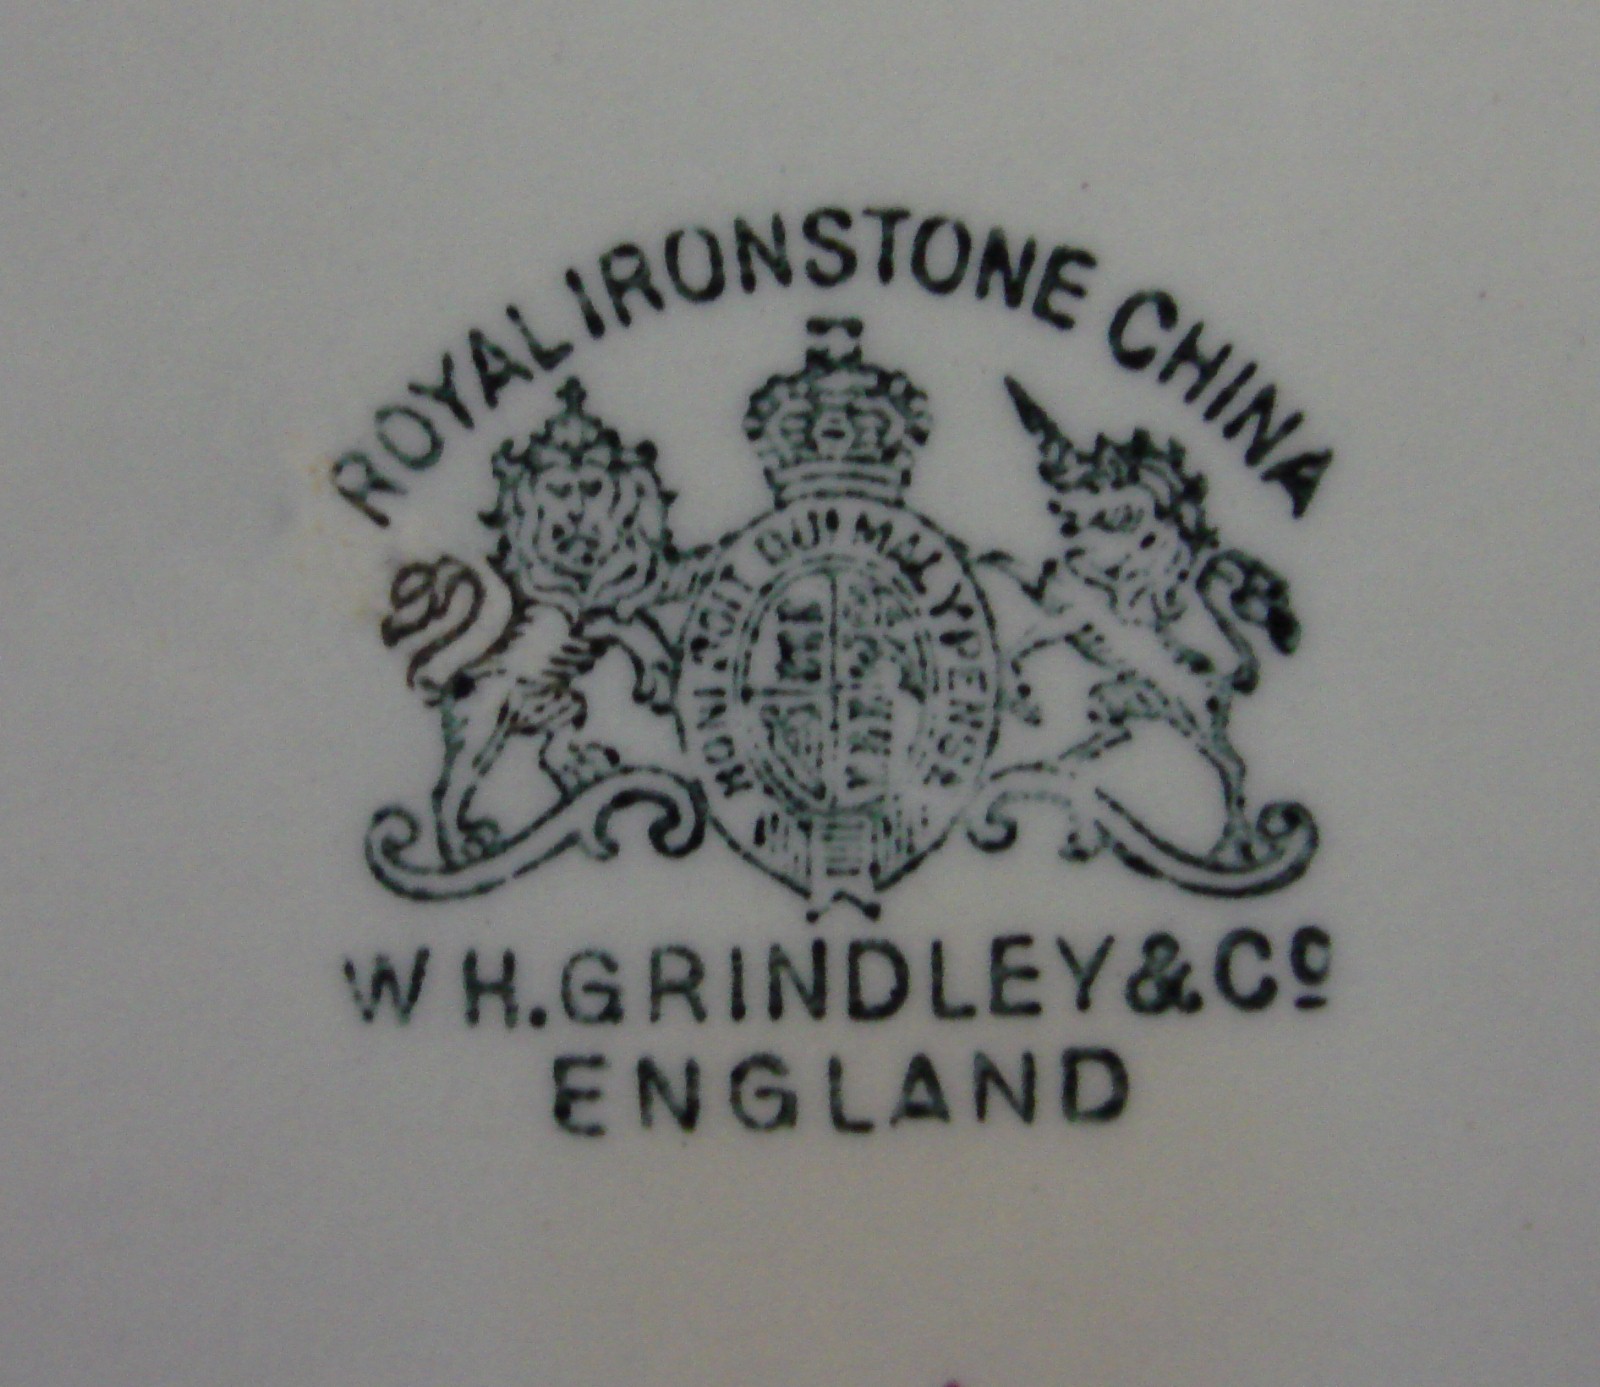 ROYAL IRONSTONE CHINA
HONI SOIT QUI MAL Y PENSE
W H. GRINDLEY & Co
ENGLAND